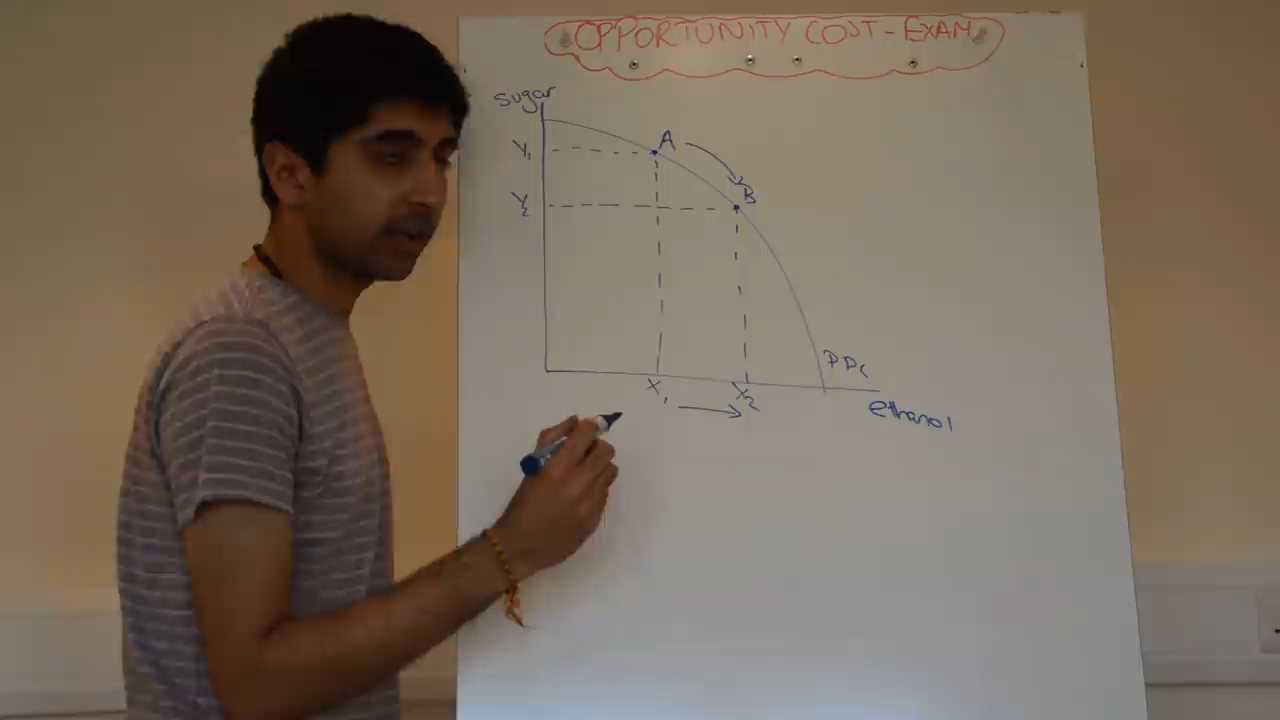 OPPORTUNITY COST - EXAM
sugar
Y1
A
Y2
B
PPC
X1
X2
ethanol